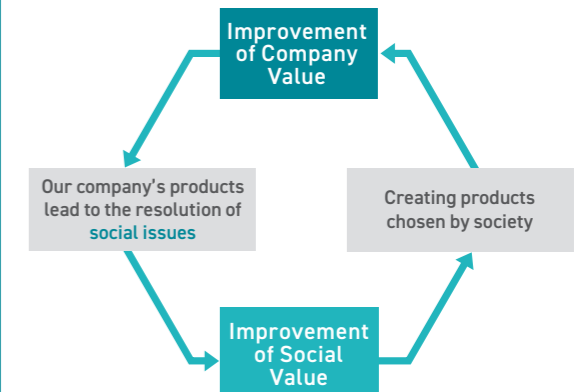 Improvement
of Company
Value
Our company's products
lead to the resolution of
social issues
Creating products
chosen by society
Improvement
of Social
Value